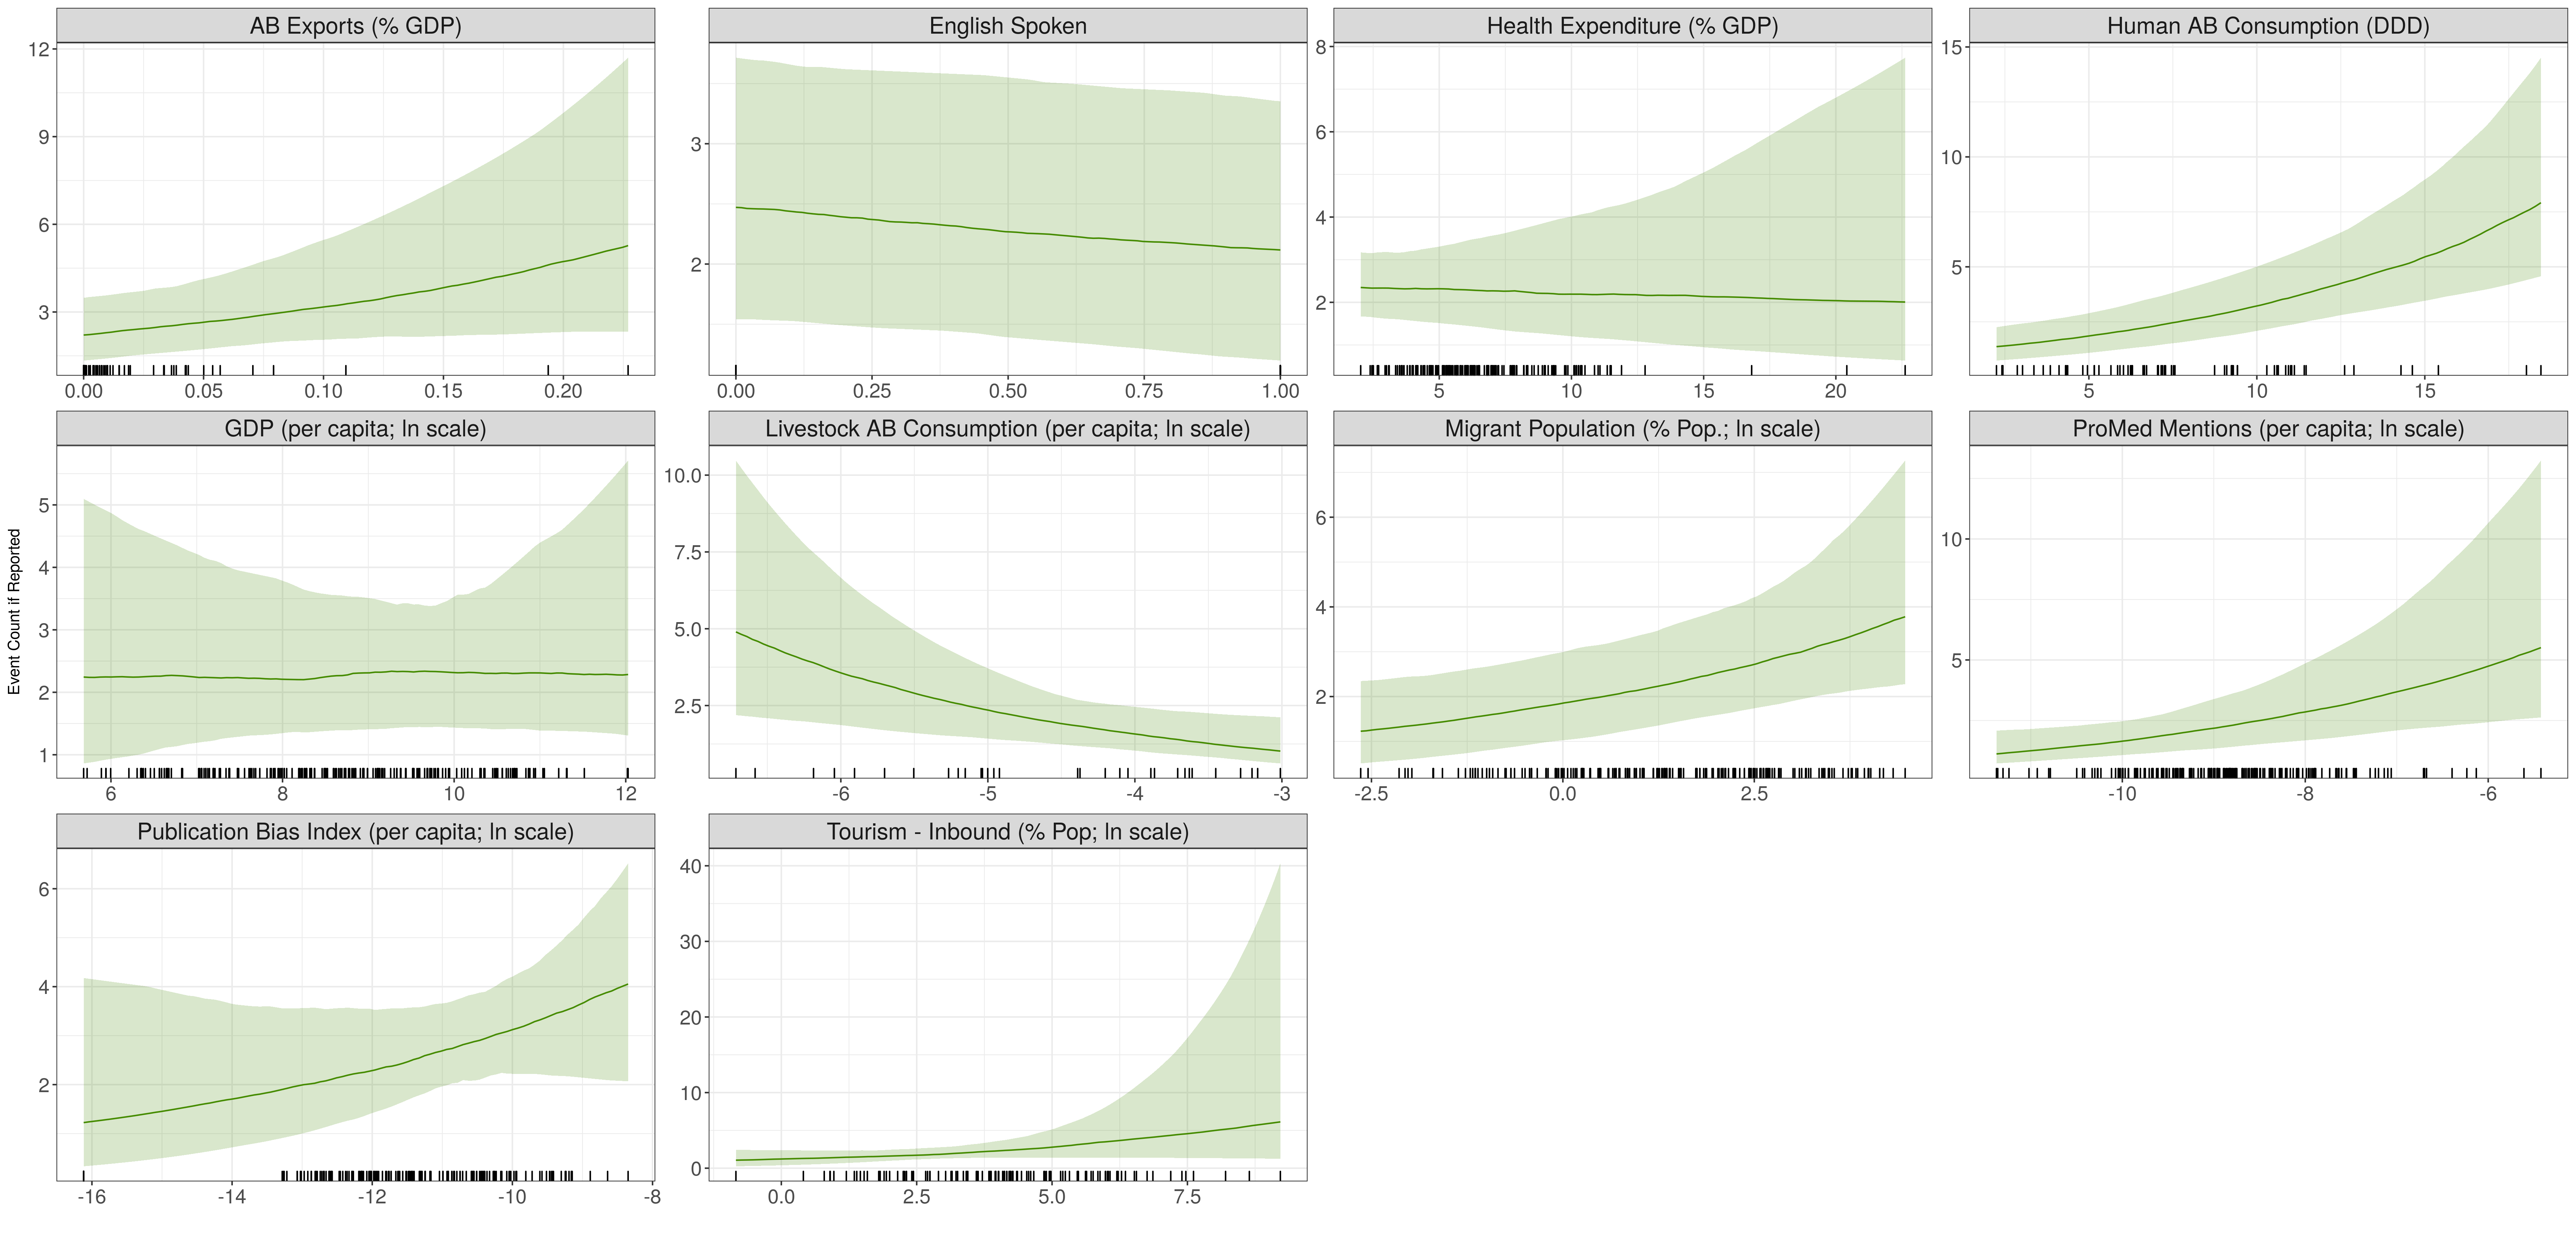 AB Exports (% GDP)
English Spoken
Health Expenditure (% GDP)
Human AB Consumption (DDD)
12
9
6
3
0.00 0.05 0.10 0.15 0.20
3
2
0.00 0.25 0.50 0.75 1.00
8
6
4
2
5 10 15 20
15
10
5
5 10 15
Event Count if Reported
GDP (per capita; ln scale)
Livestock AB Consumption (per capita; ln scale)
Migrant Population (% Pop.; ln scale)
ProMed Mentions (per capita; ln scale)
5
4
3
2
1
6 8 10 12
10.0
7.5
5.0
2.5
-6 -5 -4 -3
6
4
2
-2.5 0.0 2.5
10
5
-10 -8 -6
Publication Bias Index (per capita; ln scale)
Tourism - Inbound (% Pop; ln scale)
6
4
2
-16 -14 -12 -10 -8
40
30
20
10
0
0.0 2.5 5.0 7.5